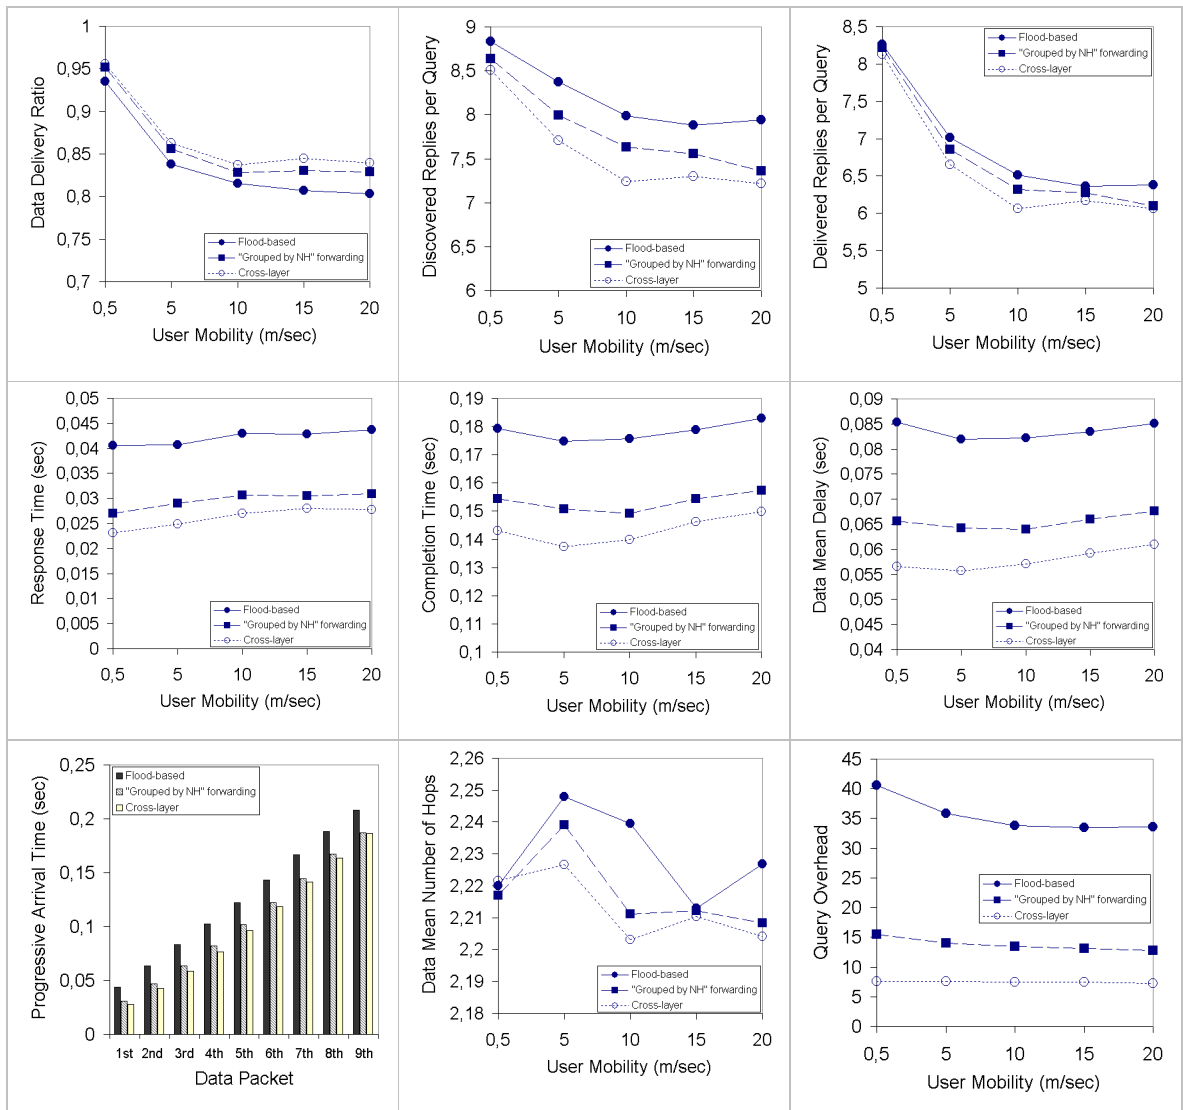 Data Delivery Ratio
1
0,95
0,9
0,85
0,8
0,75
0,7
Flood-based
"Grouped by NH" forwarding
Cross-layer
0,5 5 10 15 20
User Mobility (m/sec)
Discovered Replies per Query
9
8,5
8
7,5
7
6,5
6
Flood-based
"Grouped by NH" forwarding
Cross-layer
0,5 5 10 15 20
User Mobility (m/sec)
Delivered Replies per Query
8,5
8
7,5
7
6,5
6
5,5
5
Flood-based
"Grouped by NH" forwarding
Cross-layer
0,5 5 10 15 20
User Mobility (m/sec)
Response Time (sec)
0,05
0,045
0,04
0,035
0,03
0,025
0,02
0,015
0,01
0,005
0
Flood-based
"Grouped by NH" forwarding
Cross-layer
0,5 5 10 15 20
User Mobility (m/sec)
Completion Time (sec)
0,19
0,18
0,17
0,16
0,15
0,14
0,13
0,12
0,11
0,1
Flood-based
"Grouped by NH" forwarding
Cross-layer
0,5 5 10 15 20
User Mobility (m/sec)
Data Mean Delay (sec)
0,09
0,085
0,08
0,075
0,07
0,065
0,06
0,055
0,05
0,045
0,04
Flood-based
"Grouped by NH" forwarding
Cross-layer
0,5 5 10 15 20
User Mobility (m/sec)
Progressive Arrival Time (sec)
0,25
0,2
0,15
0,1
0,05
0
Flood-based
"Grouped by NH" forwarding
Cross-layer
1st 2nd 3rd 4th 5th 6th 7th 8th 9th
Data Packet
Data Mean Number of Hops
2,26
2,25
2,24
2,23
2,22
2,21
2,2
2,19
2,18
Flood-based
"Grouped by NH" forwarding
Cross-layer
0,5 5 10 15 20
User Mobility (m/sec)
Query Overhead
45
40
35
30
25
20
15
10
5
0
Flood-based
"Grouped by NH" forwarding
Cross-layer
0,5 5 10 15 20
User Mobility (m/sec)